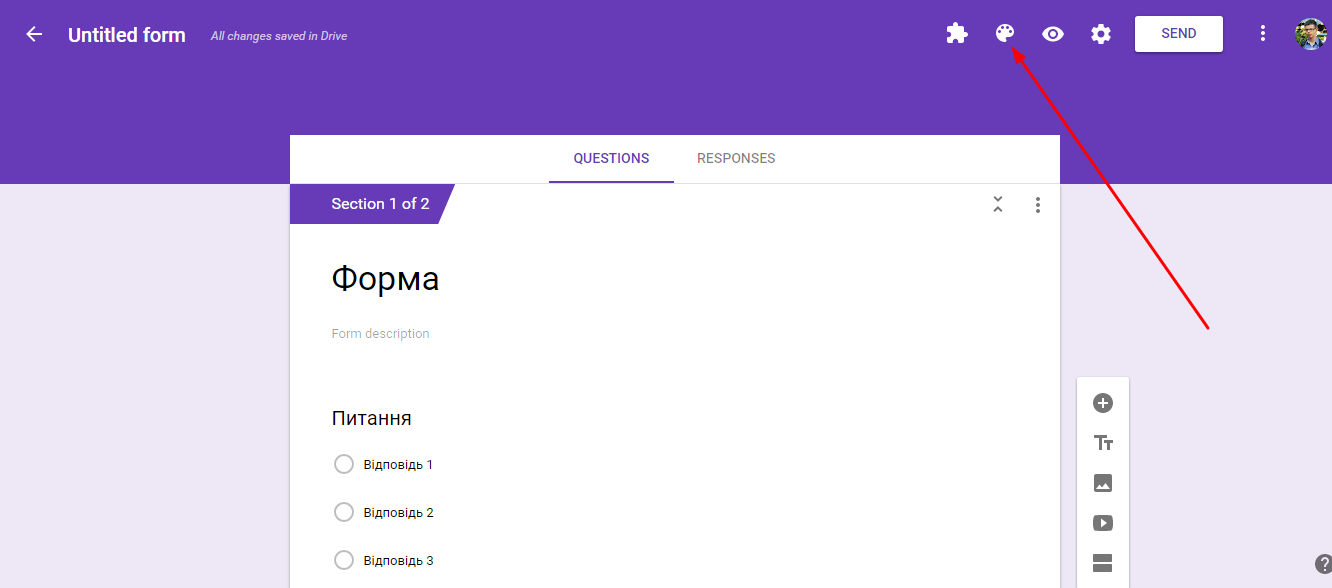 Untitled form All changes saved in Drive SEND
QUESTIONS RESPONSES
Section 1 of 2
Форма
Form description
Питання
Відповідь 1
Відповідь 2
Відповідь 3